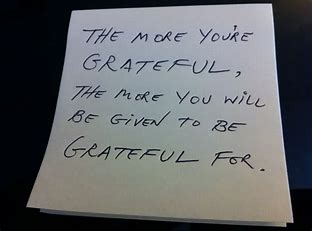 THE MORE YOU'RE
GRATEFUL,
THE MORE YOU WILL
BE GIVEN TO BE
GRATEFUL FOR.